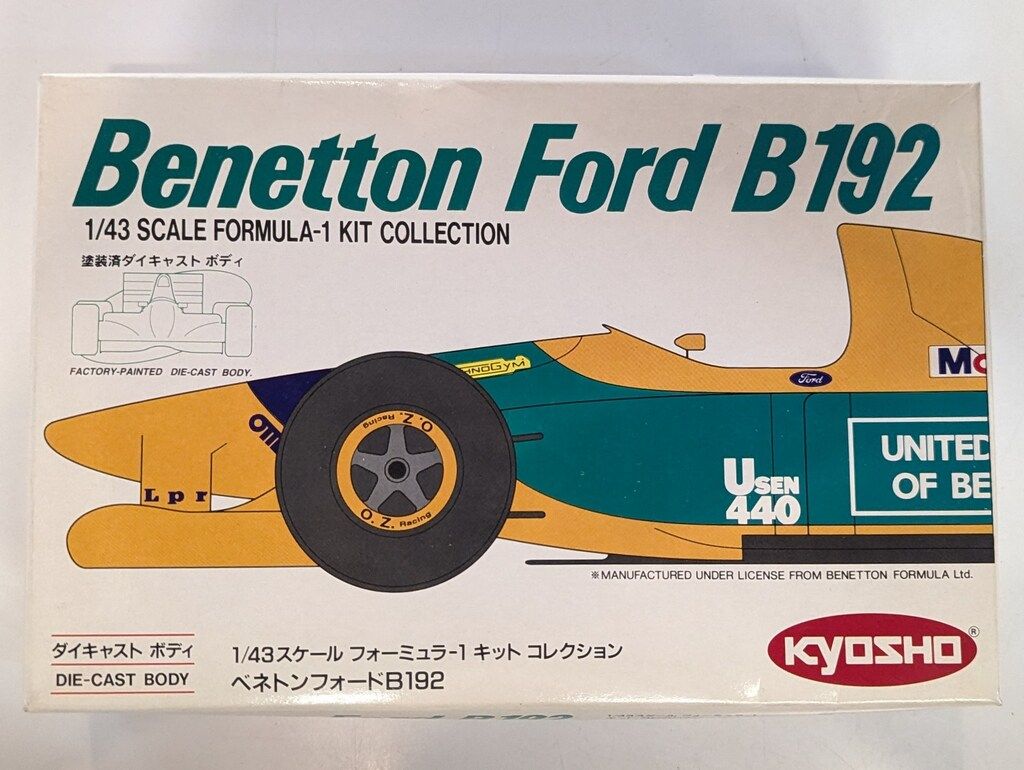 Benetton Ford B192
1/43 SCALE FORMULA-1 KIT COLLECTION
塗装済ダイキャスト ボディ
FACTORY-PAINTED DIE-CAST BODY.
Ford
O.Z. Racing
O.Z. Racing
Lpr
USEN
440
UNITED
OF BE
※MANUFACTURED UNDER LICENSE FROM BENETTON FORMULA Ltd.
ダイキャスト ボディ
DIE-CAST BODY
1/43スケール フォーミュラ-1 キット コレクション
ベネトンフォードB192
KYOSHO®